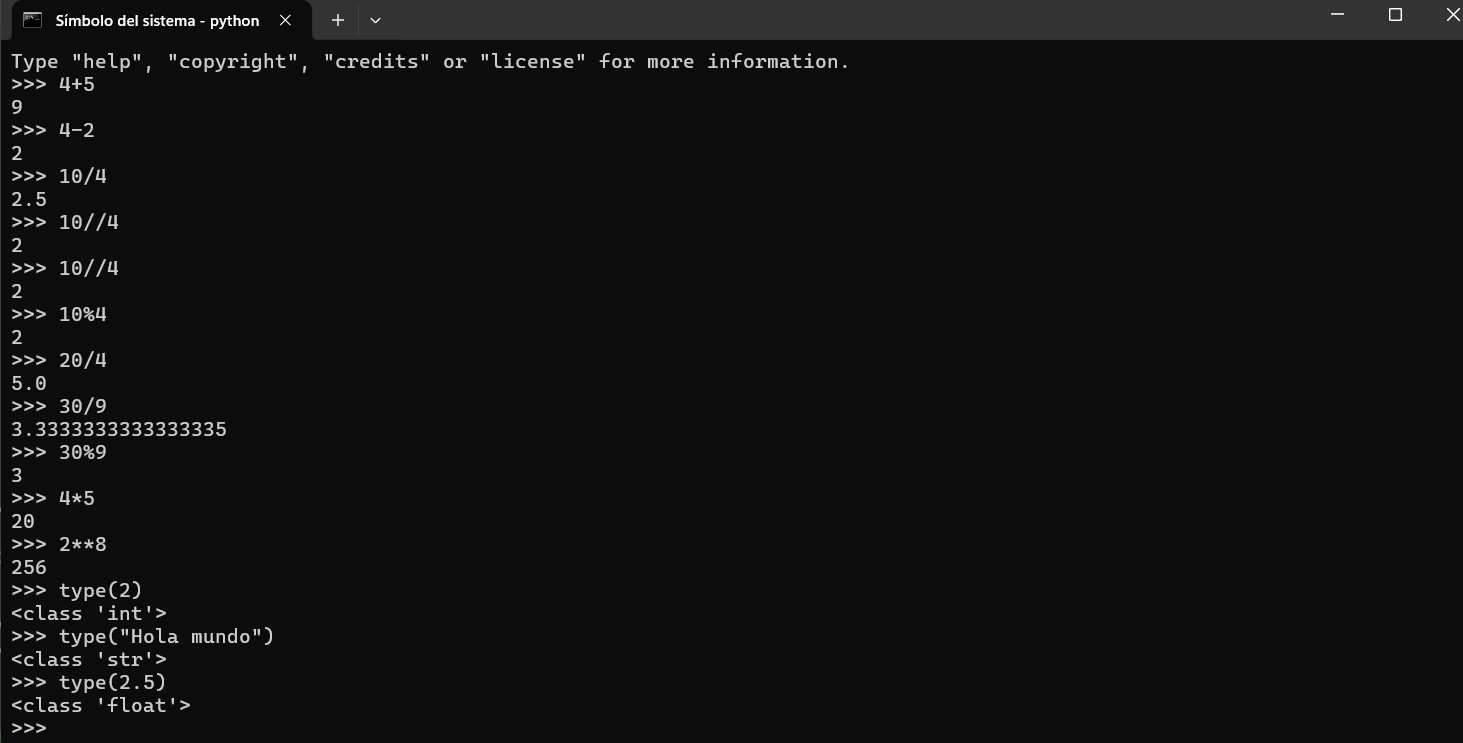 Símbolo del sistema - python
Type "help", "copyright", "credits" or "license" for more information.
>>> 4+5
9
>>> 4-2
2
>>> 10/4
2.5
>>> 10//4
2
>>> 10//4
2
>>> 10%4
2
>>> 20/4
5.0
>>> 30/9
3.3333333333333335
>>> 30%9
3
>>> 4*5
20
>>> 2**8
256
>>> type(2)
<class 'int'>
>>> type("Hola mundo")
<class 'str'>
>>> type(2.5)
<class 'float'>
>>>